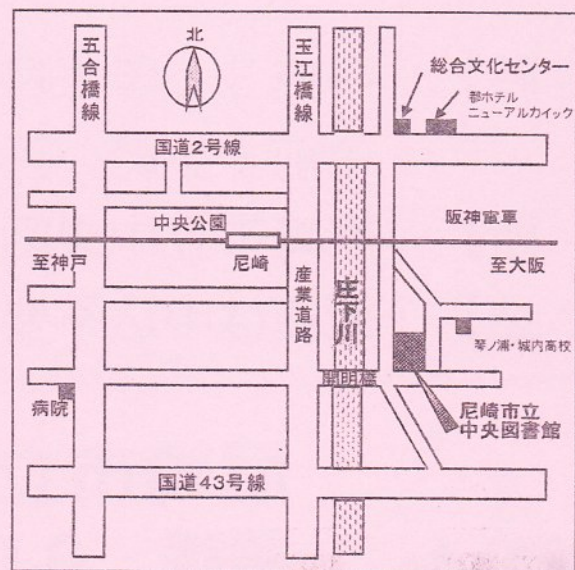 北
五合橋線
玉江橋線
総合文化センター
都ホテル
ニューアルカイック
国道2号線
中央公園
阪神電車
至神戸
尼崎
至大阪
産業道路
庄下川
琴ノ浦・城内高校
開明橋
病院
尼崎市立
中央図書館
国道43号線